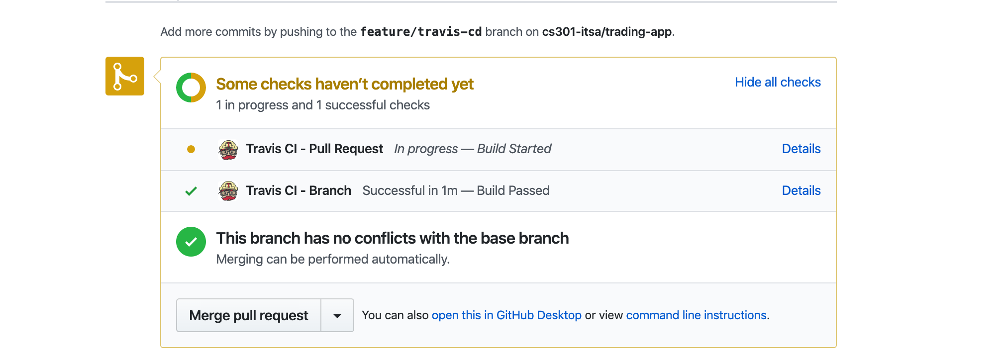 Add more commits by pushing to the feature/travis-cd branch on cs301-itsa/trading-app.
Some checks haven’t completed yet
Hide all checks
1 in progress and 1 successful checks
Travis CI - Pull Request In progress — Build Started Details
Travis CI - Branch Successful in 1m — Build Passed Details
This branch has no conflicts with the base branch
Merging can be performed automatically.
Merge pull request You can also open this in GitHub Desktop or view command line instructions.